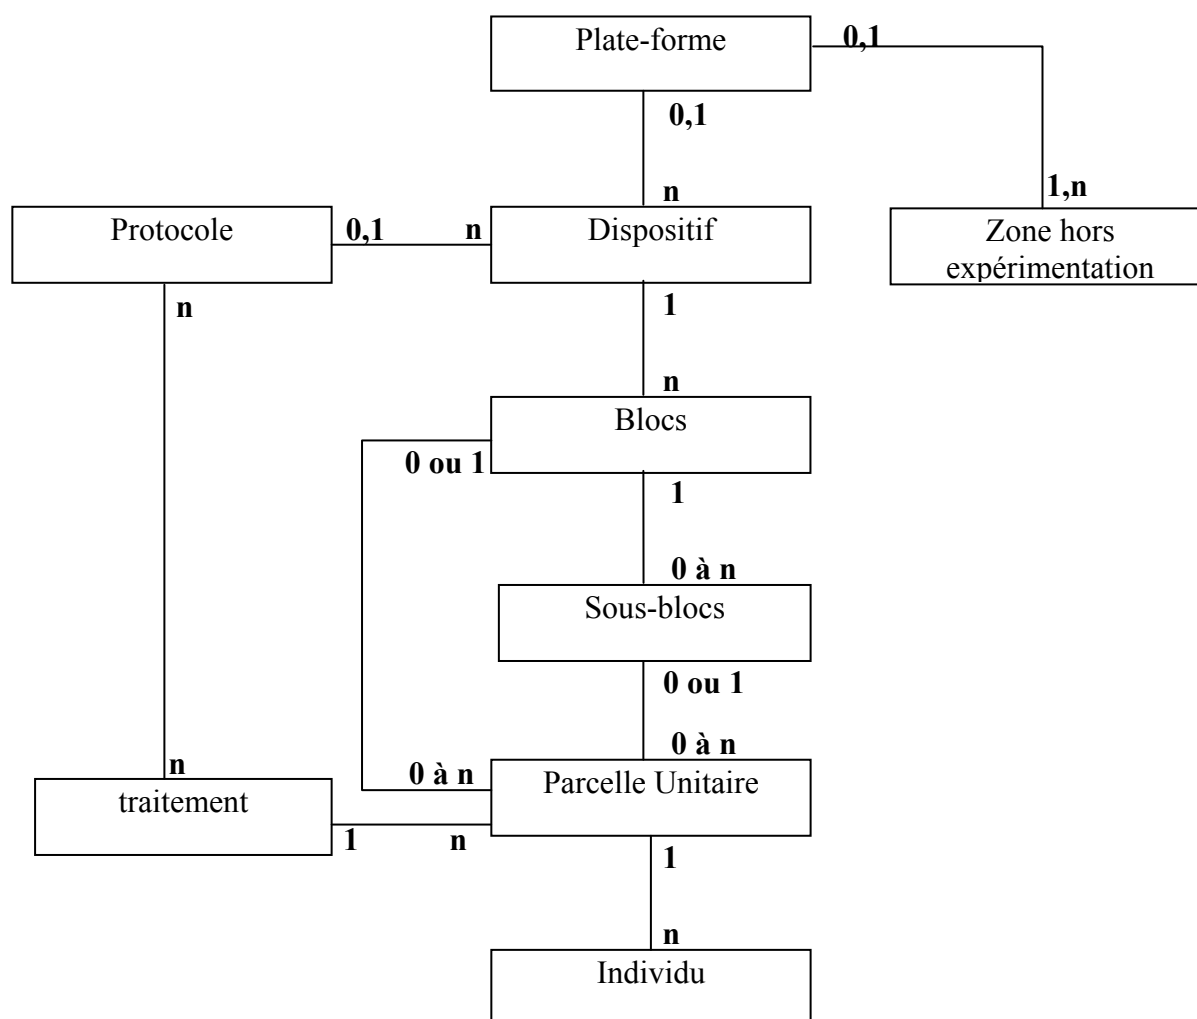 Plate-forme
0,1
0,1
n
1,n
Protocole
0,1
n
Dispositif
Zone hors
expérimentation
n
1
n
Blocs
0 ou 1
1
0 à n
Sous-blocs
0 ou 1
0 à n
n
0 à n
Parcelle Unitaire
traitement
1
n
1
n
Individu